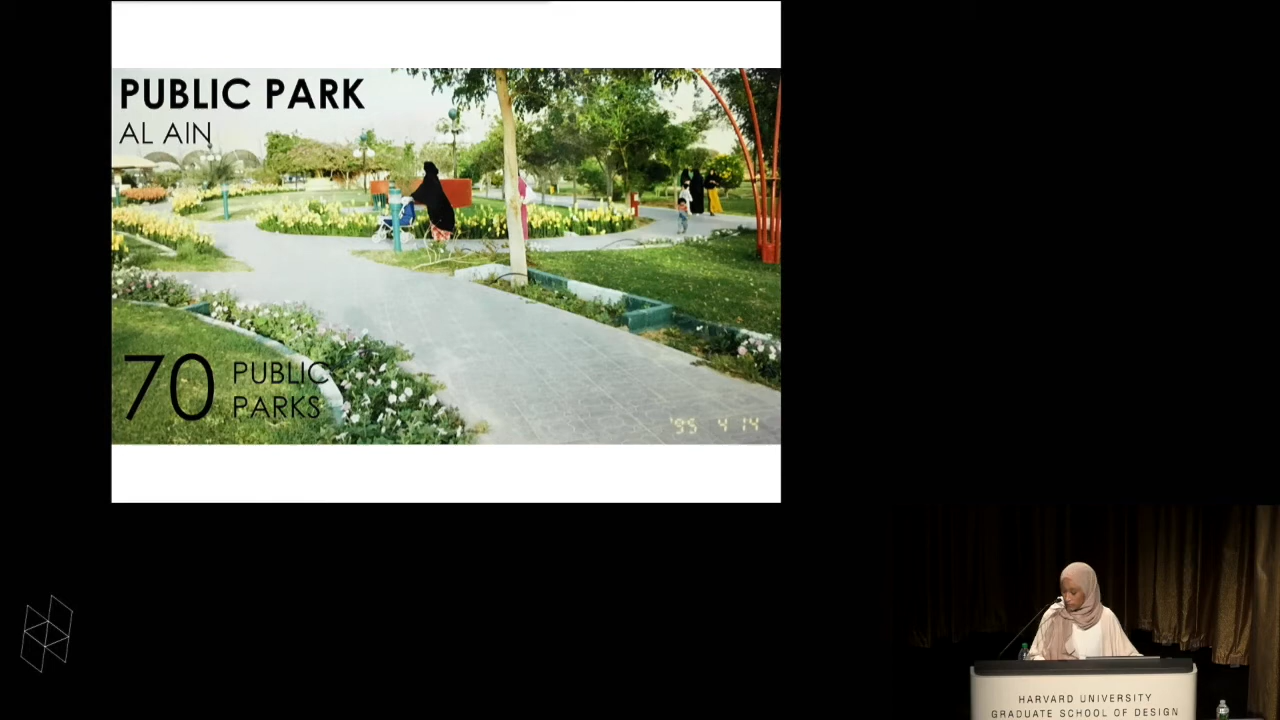 PUBLIC PARK
AL AIN
70 PUBLIC
PARKS
'95 4 14
HARVARD UNIVERSITY
GRADUATE SCHOOL OF DESIGN